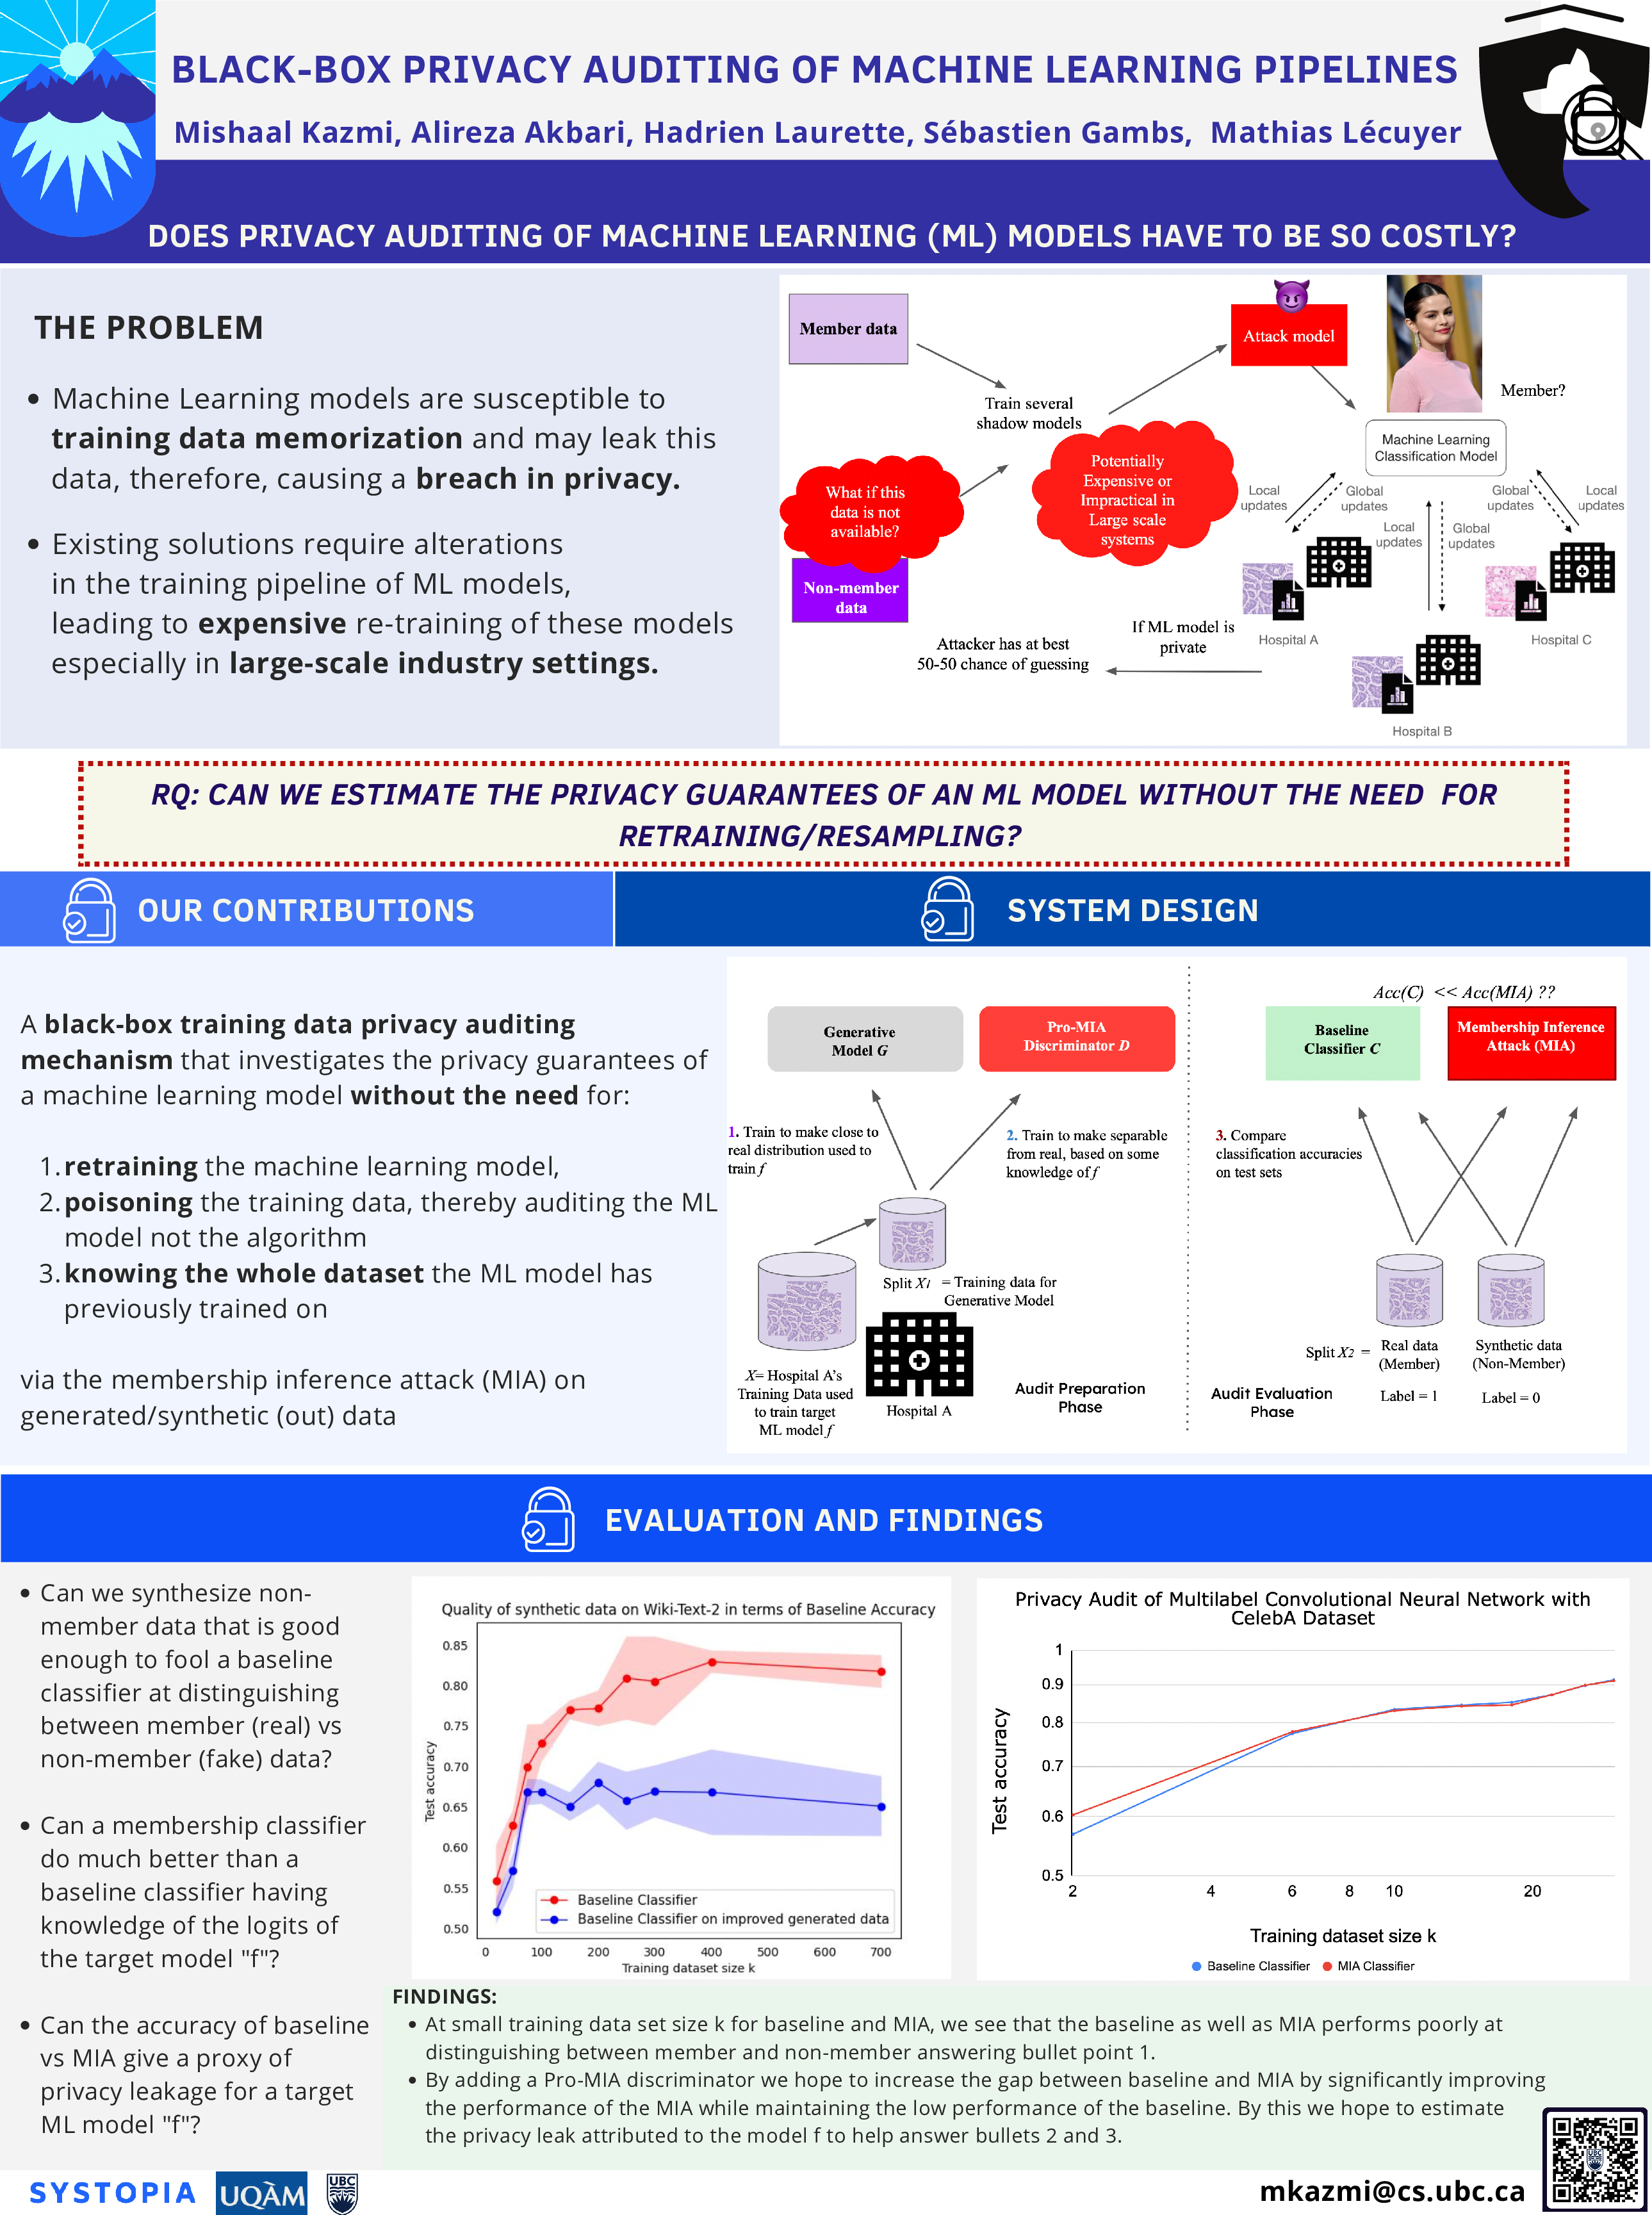 BLACK-BOX PRIVACY AUDITING OF MACHINE LEARNING PIPELINES
Mishaal Kazmi, Alireza Akbari, Hadrien Laurette, Sébastien Gambs,  Mathias Lécuyer
DOES PRIVACY AUDITING OF MACHINE LEARNING (ML) MODELS HAVE TO BE SO COSTLY?
THE PROBLEM
• Machine Learning models are susceptible to
training data memorization and may leak this
data, therefore, causing a breach in privacy.
• Existing solutions require alterations
in the training pipeline of ML models,
leading to expensive re-training of these models
especially in large-scale industry settings.
Member data
Train several
shadow models
What if this
data is not
available?
Non-member
data
Potentially
Expensive or
Impractical in
Large scale
systems
Attack model
Member?
Machine Learning
Classification Model
Local
updates
Global
updates
Local
updates
Global
updates
Global
updates
Local
updates
Hospital A
Hospital B
Hospital C
If ML model is
private
Attacker has at best
50-50 chance of guessing
RQ: CAN WE ESTIMATE THE PRIVACY GUARANTEES OF AN ML MODEL WITHOUT THE NEED  FOR
RETRAINING/RESAMPLING?
OUR CONTRIBUTIONS
A black-box training data privacy auditing
mechanism that investigates the privacy guarantees of
a machine learning model without the need for:
1. retraining the machine learning model,
2. poisoning the training data, thereby auditing the ML
model not the algorithm
3. knowing the whole dataset the ML model has
previously trained on
via the membership inference attack (MIA) on
generated/synthetic (out) data
SYSTEM DESIGN
Generative
Model G
Pro-MIA
Discriminator D
1. Train to make close to
real distribution used to
train f
2. Train to make separable
from real, based on some
knowledge of f
Split X1 = Training data for
Generative Model
X= Hospital A's
Training Data used
to train target
ML model f
Hospital A
Audit Preparation
Phase
Acc(C) << Acc(MIA) ??
Baseline
Classifier C
Membership Inference
Attack (MIA)
3. Compare
classification accuracies
on test sets
Split X2 =
Real data
(Member)
Synthetic data
(Non-Member)
Label = 1
Label = 0
Audit Evaluation
Phase
EVALUATION AND FINDINGS
• Can we synthesize non-
member data that is good
enough to fool a baseline
classifier at distinguishing
between member (real) vs
non-member (fake) data?
• Can a membership classifier
do much better than a
baseline classifier having
knowledge of the logits of
the target model "f"?
• Can the accuracy of baseline
vs MIA give a proxy of
privacy leakage for a target
ML model "f"?
Quality of synthetic data on Wiki-Text-2 in terms of Baseline Accuracy
Test accuracy
0.85
0.80
0.75
0.70
0.65
0.60
0.55
0.50
Baseline Classifier
Baseline Classifier on improved generated data
0 100 200 300 400 500 600 700
Training dataset size k
Privacy Audit of Multilabel Convolutional Neural Network with
CelebA Dataset
Test accuracy
1
0.9
0.8
0.7
0.6
0.5
2 4 6 8 10 20
Training dataset size k
Baseline Classifier MIA Classifier
FINDINGS:
• At small training data set size k for baseline and MIA, we see that the baseline as well as MIA performs poorly at
distinguishing between member and non-member answering bullet point 1.
• By adding a Pro-MIA discriminator we hope to increase the gap between baseline and MIA by significantly improving
the performance of the MIA while maintaining the low performance of the baseline. By this we hope to estimate
the privacy leak attributed to the model f to help answer bullets 2 and 3.
SYSTOPIA
UQÀM
UBC
mkazmi@cs.ubc.ca
UBC